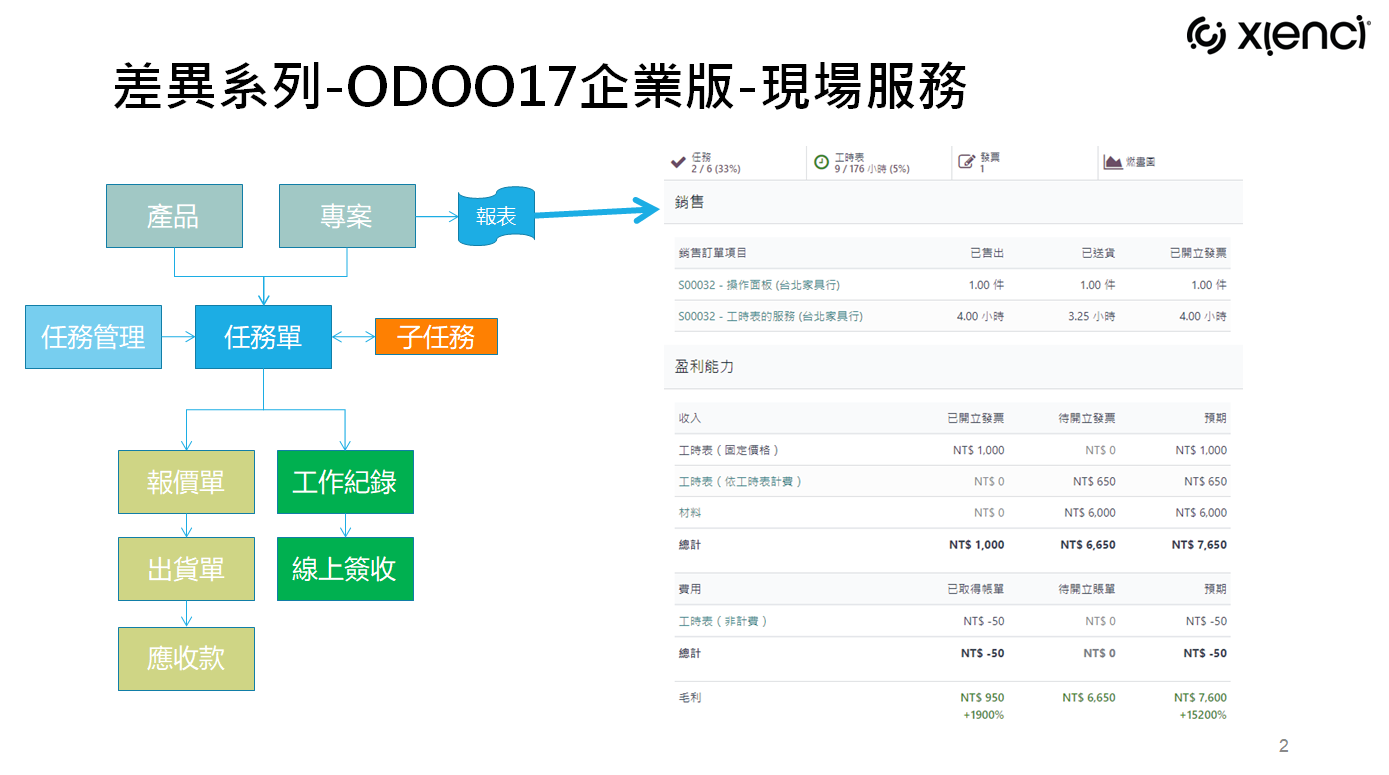 xienci
差異系列-ODOO17企業版-現場服務
產品
專案
報表
任務管理
任務單
子任務
報價單
工作紀錄
出貨單
線上簽收
應收款
任務
2 / 6 (33%)
工時表
9 / 176 小時 (5%)
發票
1
燃盡圖
銷售
銷售訂單項目 已售出 已送貨 已開立發票
S00032 - 操作面板 (台北家具行) 1.00 件 1.00 件 1.00 件
S00032 - 工時表的服務 (台北家具行) 4.00 小時 3.25 小時 4.00 小時
盈利能力
收入 已開立發票 待開立發票 預期
工時表（固定價格） NT$ 1,000 NT$ 0 NT$ 1,000
工時表（依工時表計費） NT$ 0 NT$ 650 NT$ 650
材料 NT$ 0 NT$ 6,000 NT$ 6,000
總計 NT$ 1,000 NT$ 6,650 NT$ 7,650
費用 已取得帳單 待開立賬單 預期
工時表（非計費） NT$ -50 NT$ 0 NT$ -50
總計 NT$ -50 NT$ 0 NT$ -50
毛利 NT$ 950 NT$ 6,650 NT$ 7,600
+1900% +15200%
2